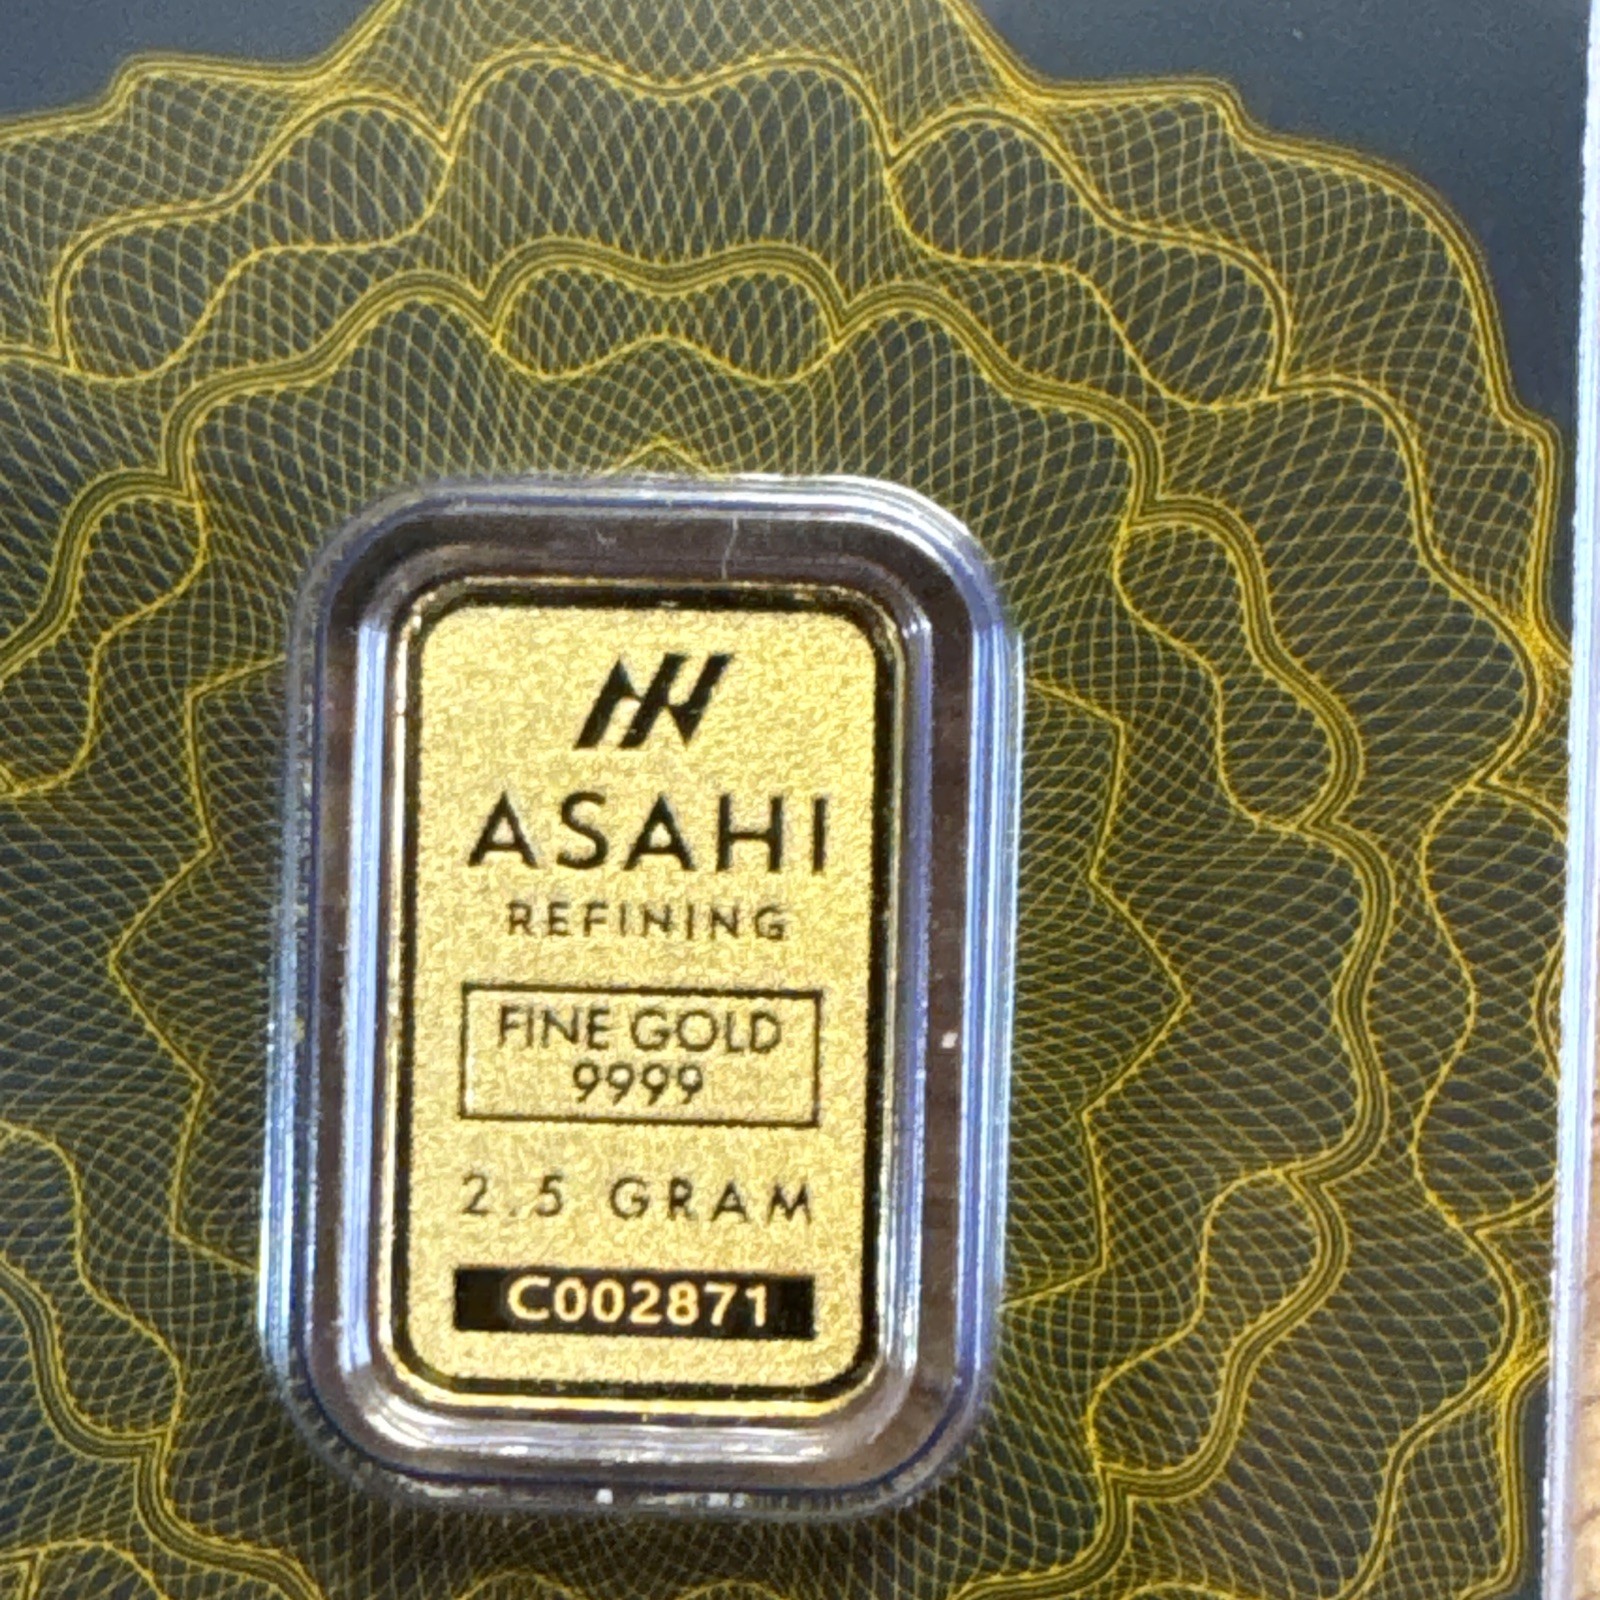 ASAHI
REFINING
FINE GOLD
9999
2.5 GRAM
C002871